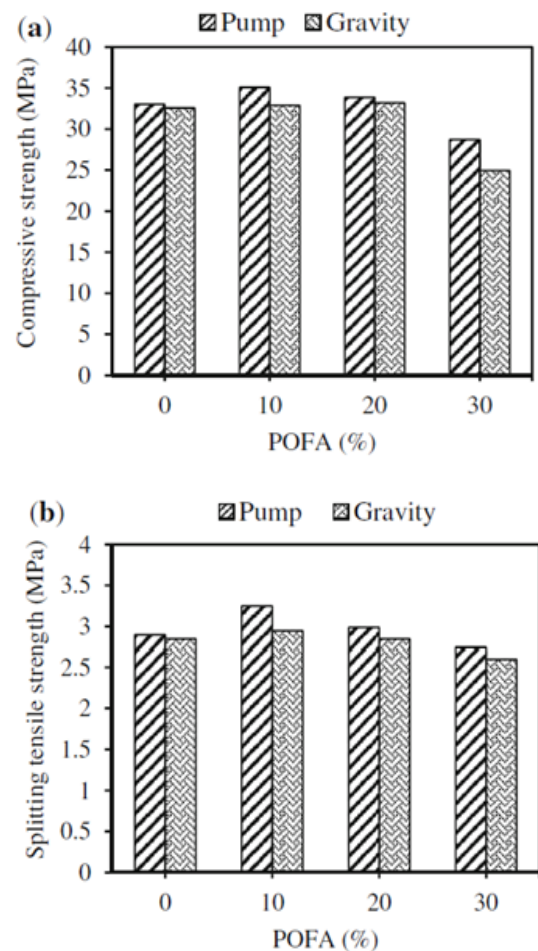 (a)
Pump Gravity
Compressive strength (MPa)
40
35
30
25
20
15
10
5
0
0 10 20 30
POFA (%)
(b)
Pump Gravity
Splitting tensile strength (MPa)
4
3.5
3
2.5
2
1.5
1
0.5
0
0 10 20 30
POFA (%)